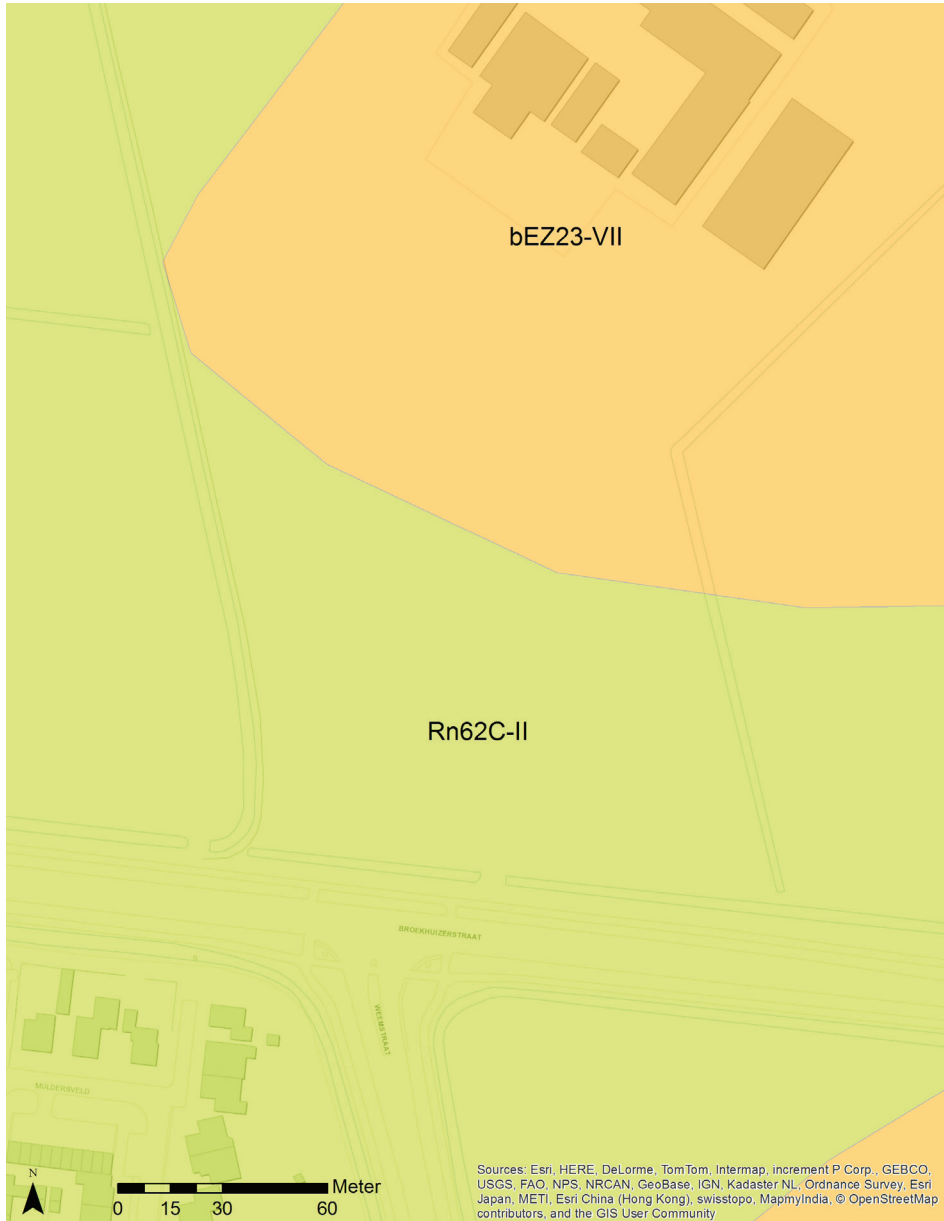 bEZ23-VII
Rn62C-II
BROEKHUIZERSTRAAT
WEEMSTRAAT
MULDERSVELD
N
Meter
0 15 30 60
Sources: Esri, HERE, DeLorme, TomTom, Intermap, increment P Corp., GEBCO,
USGS, FAO, NPS, NRCAN, GeoBase, IGN, Kadaster NL, Ordnance Survey, Esri
Japan, METI, Esri China (Hong Kong), swisstopo, MapmyIndia, © OpenStreetMap
contributors, and the GIS User Community